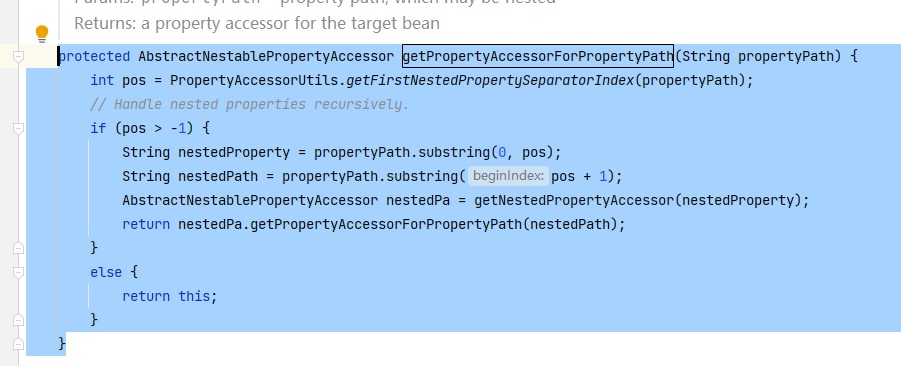 Params: propertyPath – property path, which may be nested
Returns: a property accessor for the target bean
protected AbstractNestablePropertyAccessor getPropertyAccessorForPropertyPath(String propertyPath) {
int pos = PropertyAccessorUtils.getFirstNestedPropertySeparatorIndex(propertyPath);
// Handle nested properties recursively.
if (pos > -1) {
String nestedProperty = propertyPath.substring(0, pos);
String nestedPath = propertyPath.substring( beginIndex: pos + 1);
AbstractNestablePropertyAccessor nestedPa = getNestedPropertyAccessor(nestedProperty);
return nestedPa.getPropertyAccessorForPropertyPath(nestedPath);
}
else {
return this;
}
}